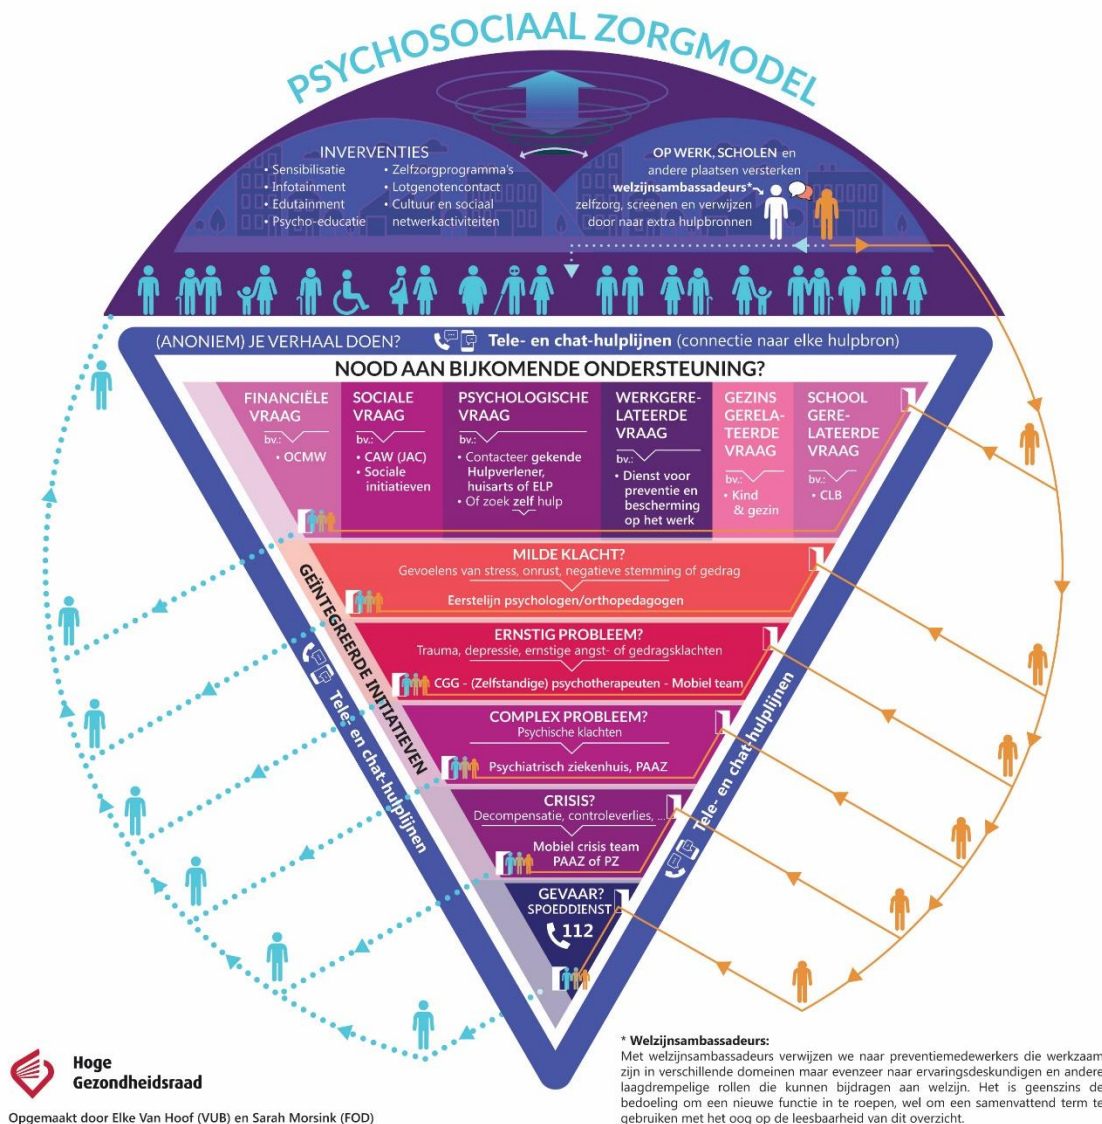 PSYCHOSOCIAAL ZORGMODEL
INVERVENTIES
• Sensibilisatie
• Infotainment
• Edutainment
• Psycho-educatie
• Zelfzorgprogramma's
• Lotgenotencontact
• Cultuur en sociaal
netwerkactiviteiten
OP WERK, SCHOLEN en
andere plaatsen versterken
welzijnsambassadeurs*
zelfzorg, screenen en verwijzen
door naar extra hulpbronnen
(ANONIEM) JE VERHAAL DOEN?
Tele- en chat-hulplijnen (connectie naar elke hulpbron)
NOOD AAN BIJKOMENDE ONDERSTEUNING?
FINANCIËLE
VRAAG
bv.:
• OCMW
SOCIALE
VRAAG
bv.:
• CAW (JAC)
• Sociale
initiatieven
PSYCHOLOGISCHE
VRAAG
bv.:
• Contacteer gekende
Hulpverlener,
huisarts of ELP
• Of zoek zelf hulp
WERKGERE-
LATEERDE
VRAAG
bv.:
• Dienst voor
preventie en
bescherming
op het werk
GEZINS
GERELA-
TEERDE
VRAAG
bv.:
• Kind
& gezin
SCHOOL
GERE-
LATEERDE
VRAAG
bv.:
• CLB
MILDE KLACHT?
Gevoelens van stress, onrust, negatieve stemming of gedrag
Eerstelijn psychologen/orthopedagogen
ERNSTIG PROBLEEM?
Trauma, depressie, ernstige angst- of gedragsklachten
CGG - (Zelfstandige) psychotherapeuten - Mobiel team
COMPLEX PROBLEEM?
Psychische klachten
Psychiatrisch ziekenhuis, PAAZ
CRISIS?
Decompensatie, controleverlies, ...
Mobiel crisis team
PAAZ of PZ
GEVAAR?
SPOEDDIENST
112
GEÏNTEGREERDE INITIATIEVEN
Tele- en chat-hulplijnen
Tele- en chat-hulplijnen
Hoge
Gezondheidsraad
Opgemaakt door Elke Van Hoof (VUB) en Sarah Morsink (FOD)
* Welzijnsambassadeurs:
Met welzijnsambassadeurs verwijzen we naar preventiemedewerkers die werkzaam
zijn in verschillende domeinen maar evenzeer naar ervaringsdeskundigen en andere
laagdrempelige rollen die kunnen bijdragen aan welzijn. Het is geenszins de
bedoeling om een nieuwe functie in te roepen, wel om een samenvattend term te
gebruiken met het oog op de leesbaarheid van dit overzicht.